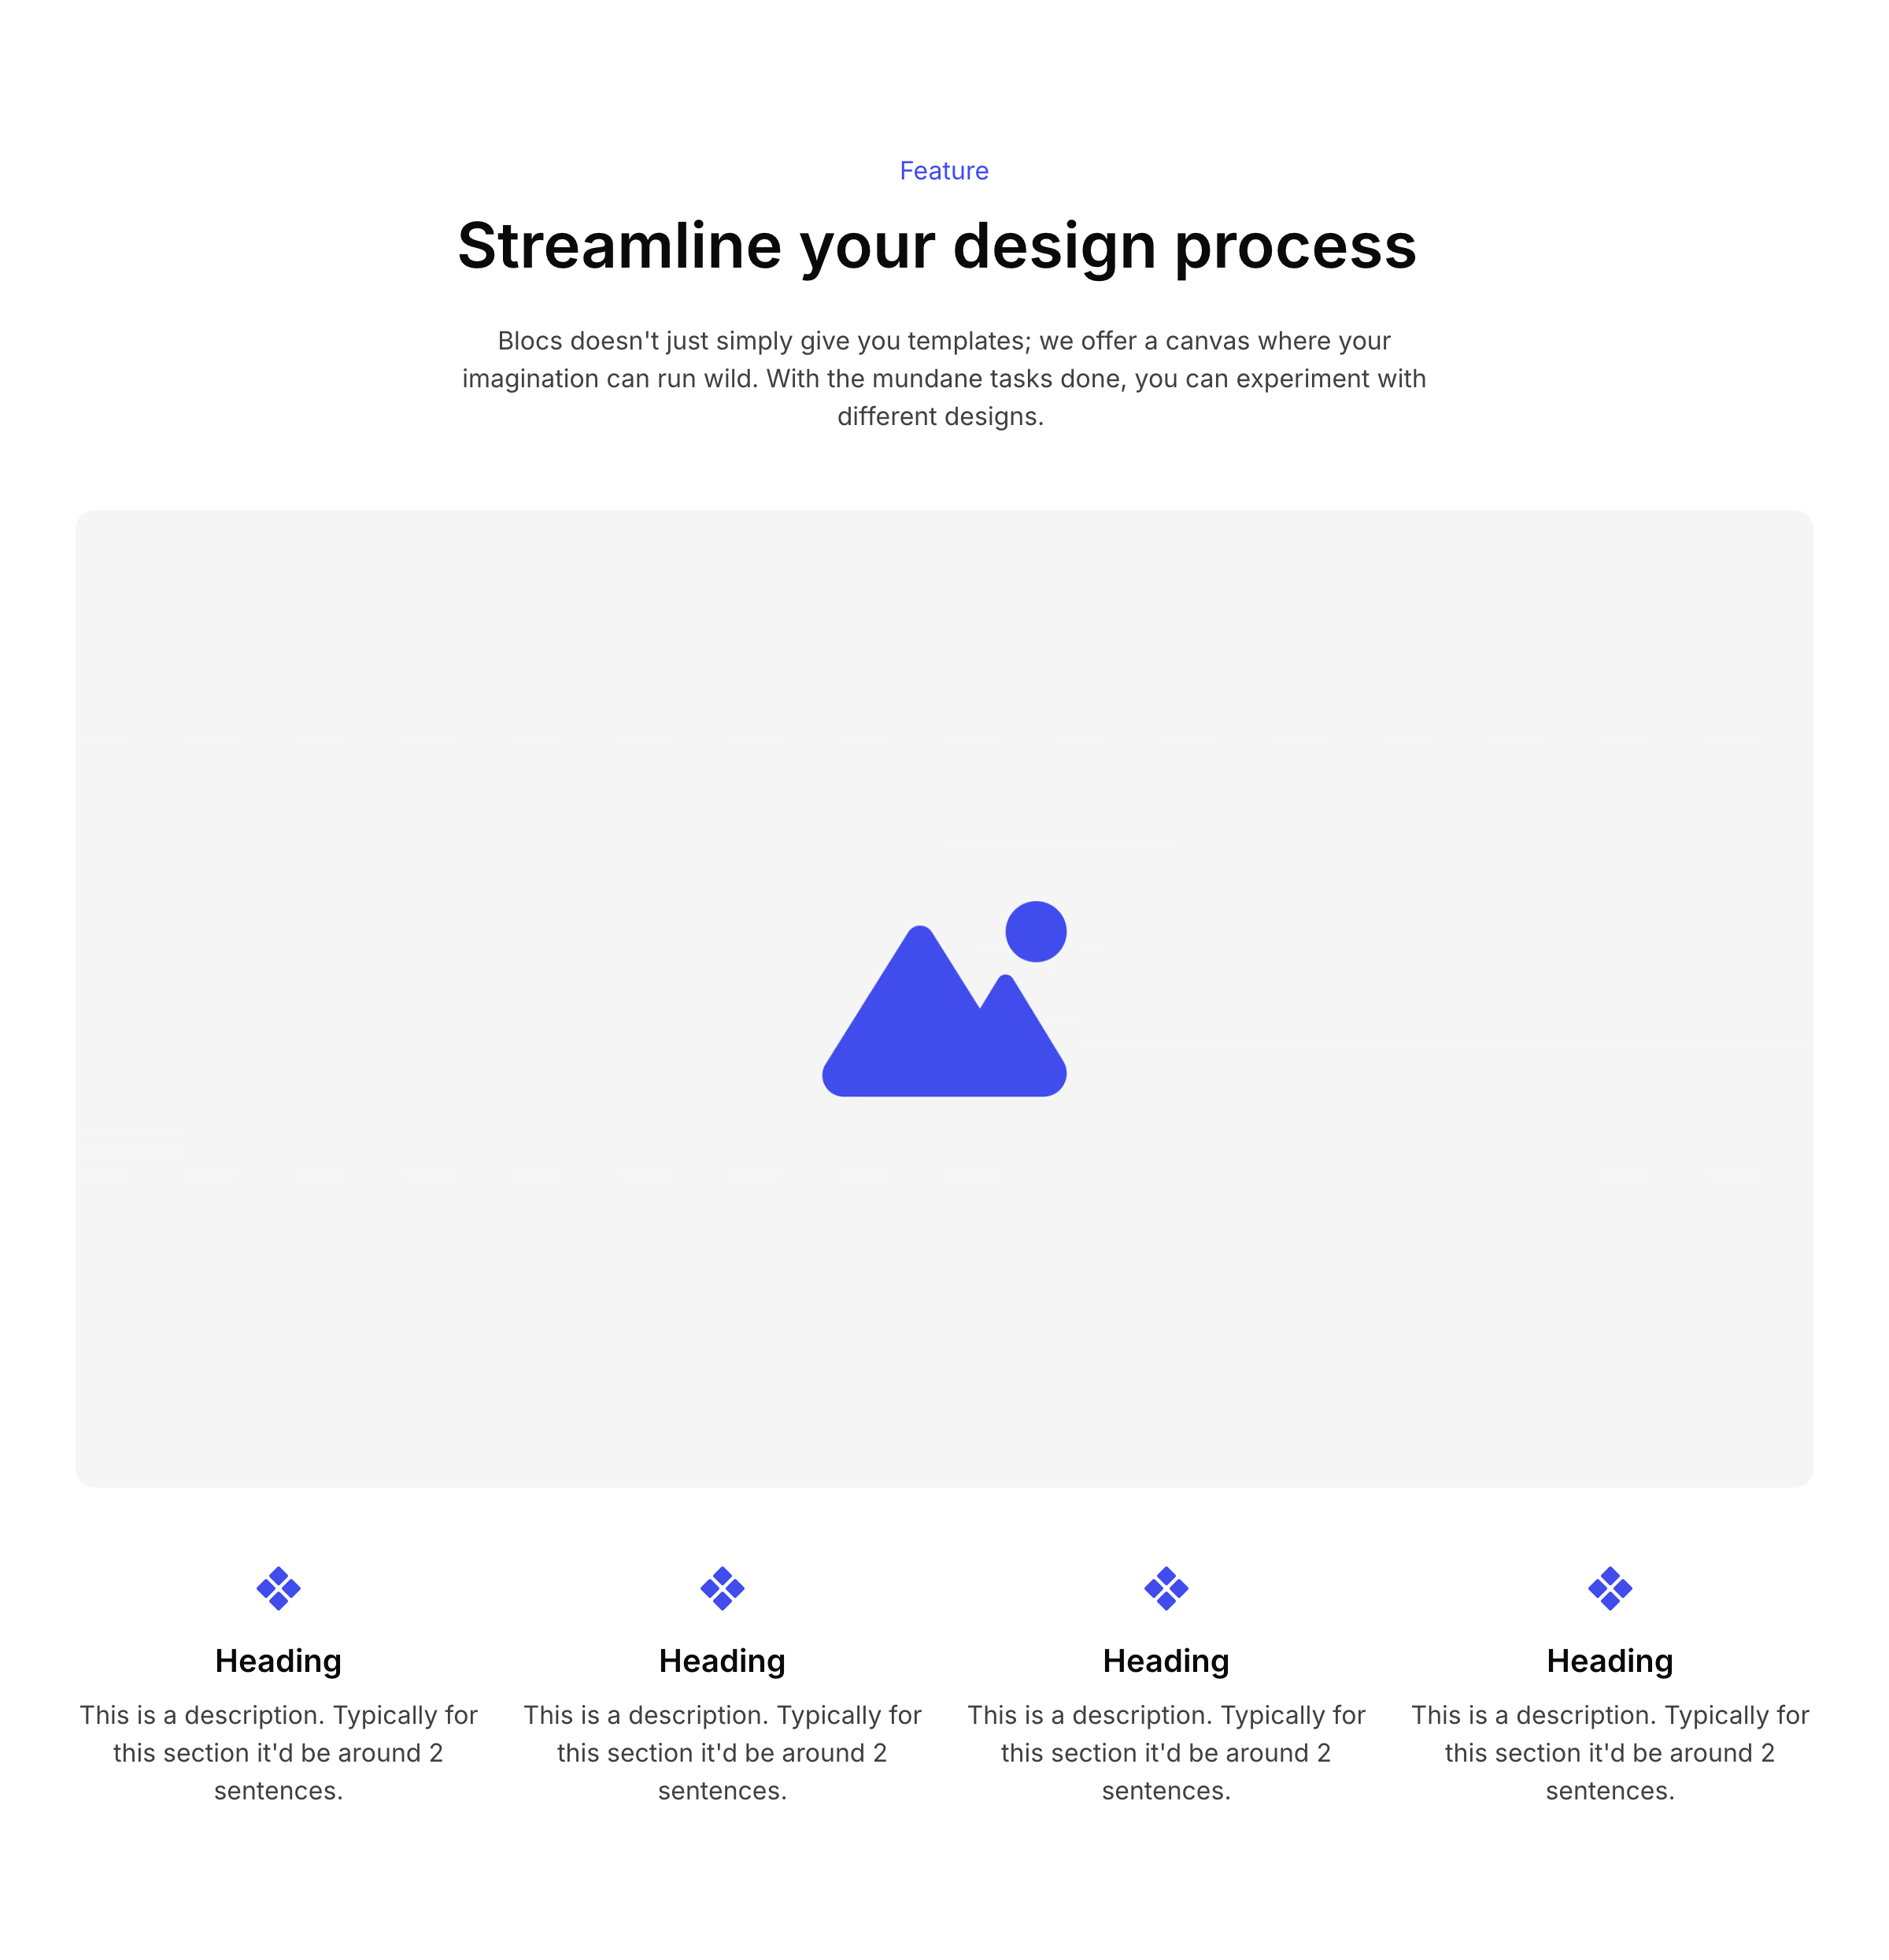 Feature
Streamline your design process
Blocs doesn't just simply give you templates; we offer a canvas where your
imagination can run wild. With the mundane tasks done, you can experiment with
different designs.
Heading
This is a description. Typically for
this section it'd be around 2
sentences.
Heading
This is a description. Typically for
this section it'd be around 2
sentences.
Heading
This is a description. Typically for
this section it'd be around 2
sentences.
Heading
This is a description. Typically for
this section it'd be around 2
sentences.